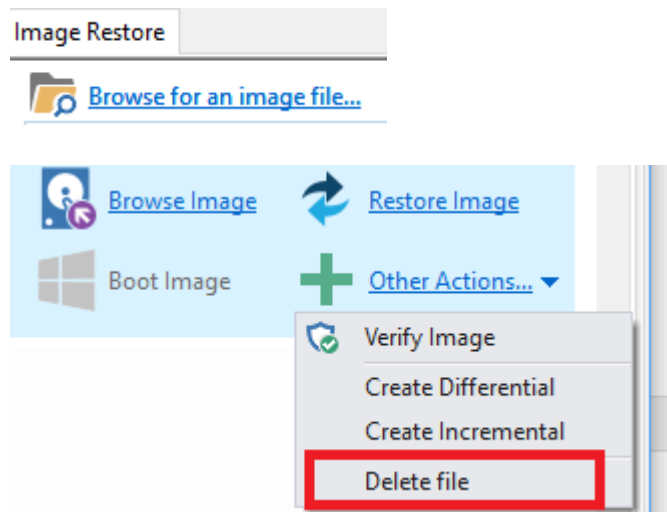 Image Restore
Browse for an image file...
Browse Image
Restore Image
Boot Image
Other Actions...
Verify Image
Create Differential
Create Incremental
Delete file